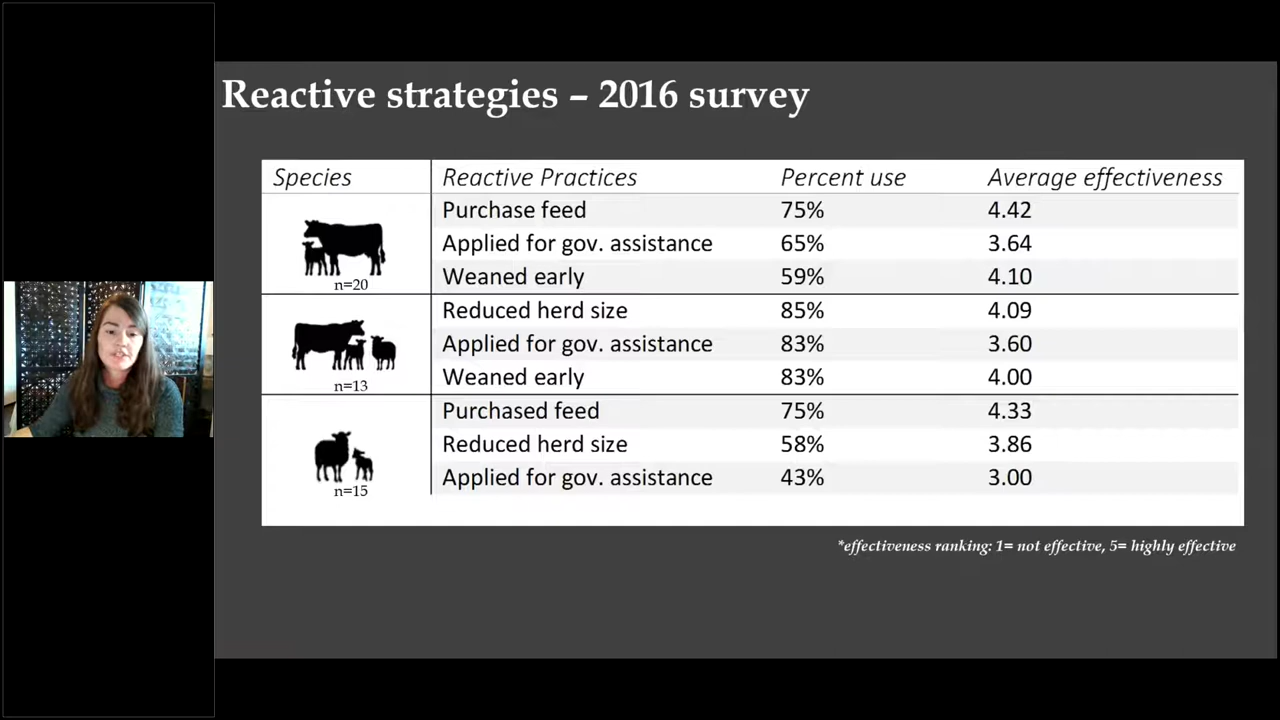 Reactive strategies – 2016 survey
Species Reactive Practices Percent use Average effectiveness
Purchase feed 75% 4.42
Applied for gov. assistance 65% 3.64
Weaned early 59% 4.10
n=20
Reduced herd size 85% 4.09
Applied for gov. assistance 83% 3.60
Weaned early 83% 4.00
n=13
Purchased feed 75% 4.33
Reduced herd size 58% 3.86
Applied for gov. assistance 43% 3.00
n=15
*effectiveness ranking: 1= not effective, 5= highly effective